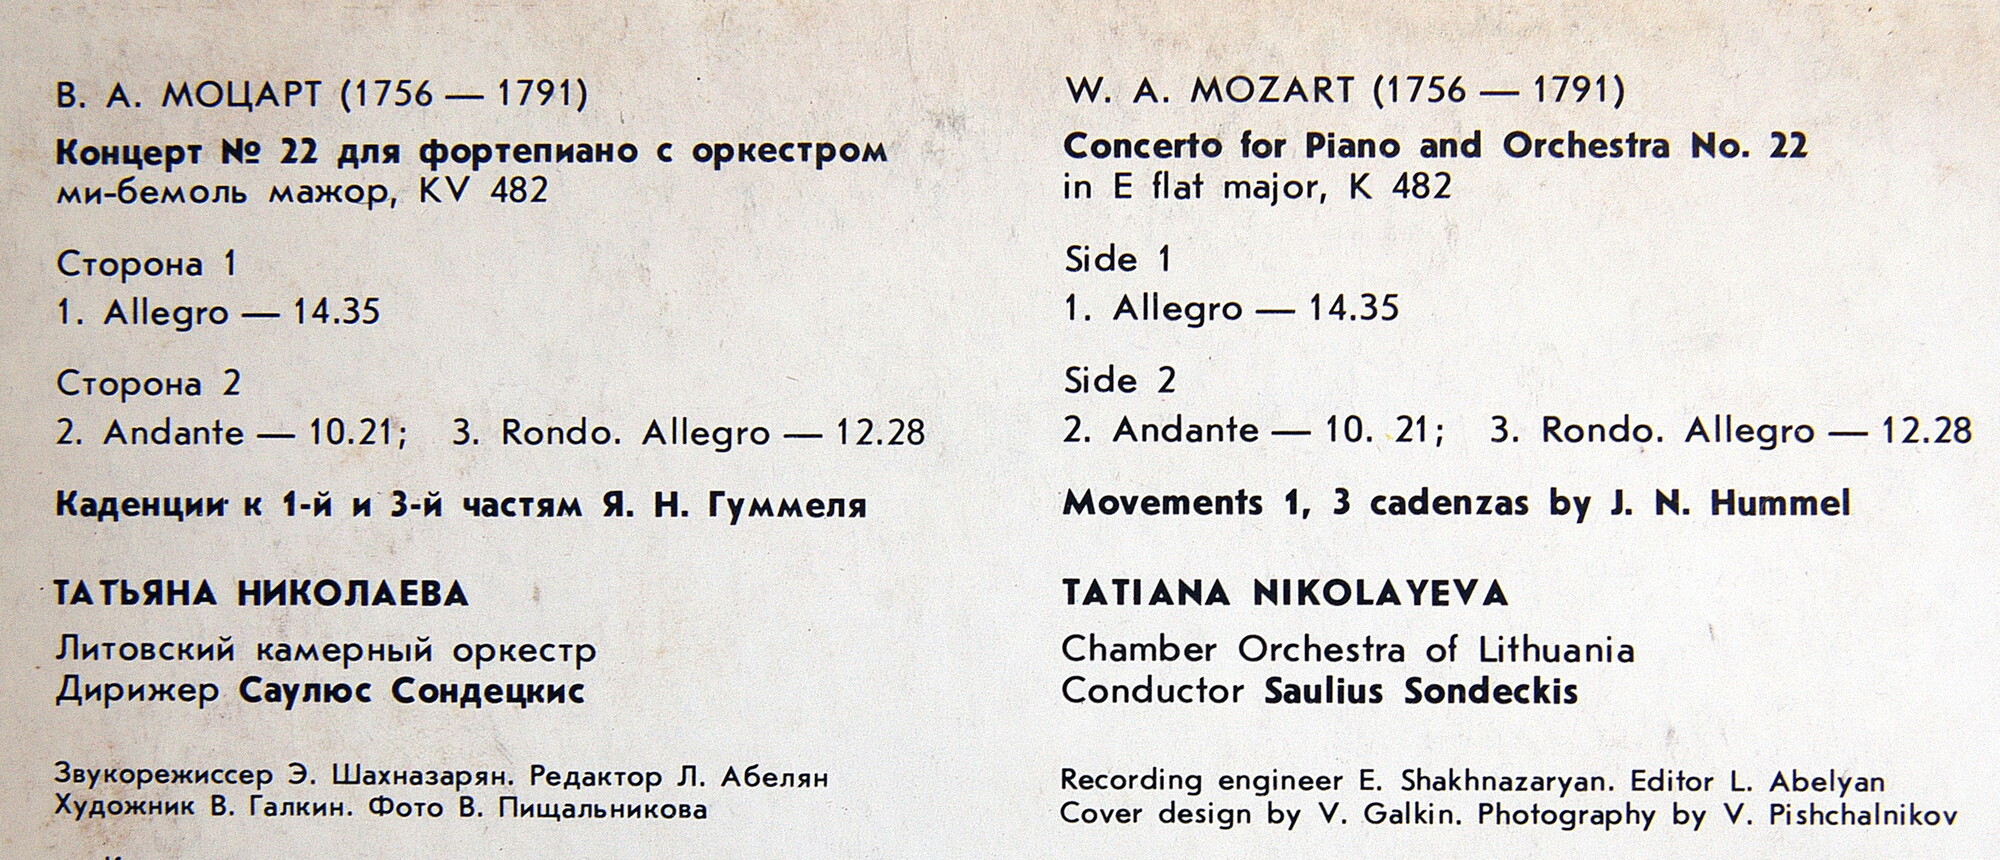 В. А. МОЦАРТ (1756 — 1791)
Концерт № 22 для фортепиано с оркестром
ми-бемоль мажор, KV 482
Сторона 1
1. Allegro — 14.35
Сторона 2
2. Andante — 10.21; 3. Rondo. Allegro — 12.28
Каденции к 1-й и 3-й частям Я. Н. Гуммеля
ТАТЬЯНА НИКОЛАЕВА
Литовский камерный оркестр
Дирижер Саулюс Сондецкис
Звукорежиссер Э. Шахназарян. Редактор Л. Абелян
Художник В. Галкин. Фото В. Пищальникова
W. A. MOZART (1756 — 1791)
Concerto for Piano and Orchestra No. 22
in E flat major, K 482
Side 1
1. Allegro — 14.35
Side 2
2. Andante — 10. 21; 3. Rondo. Allegro — 12.28
Movements 1, 3 cadenzas by J. N. Hummel
TATIANA NIKOLAYEVA
Chamber Orchestra of Lithuania
Conductor Saulius Sondeckis
Recording engineer E. Shakhnazaryan. Editor L. Abelyan
Cover design by V. Galkin. Photography by V. Pishchalnikov